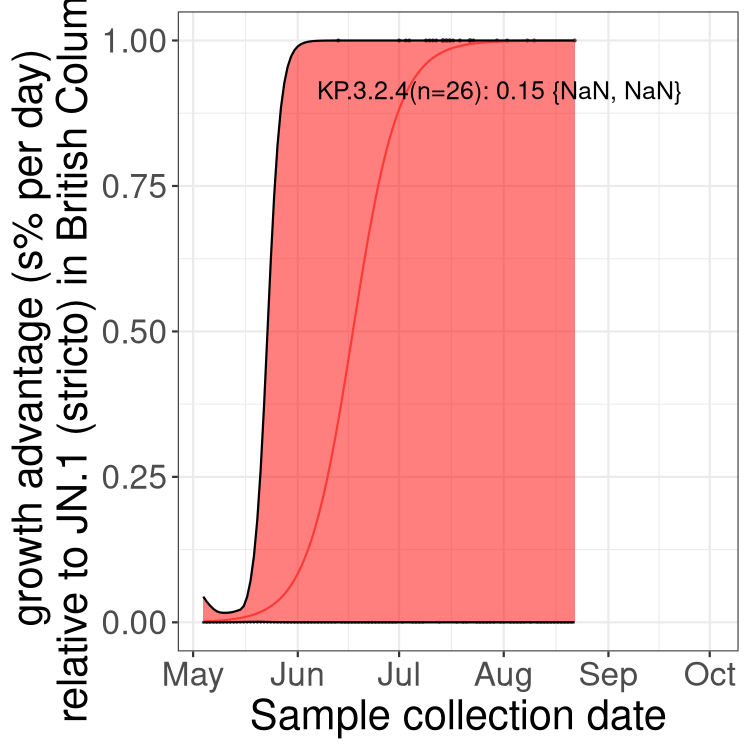 growth advantage (s% per day)
relative to JN.1 (stricto) in British Colum
1.00
0.75
0.50
0.25
0.00
KP.3.2.4(n=26): 0.15 {NaN, NaN}
May Jun Jul Aug Sep Oct
Sample collection date